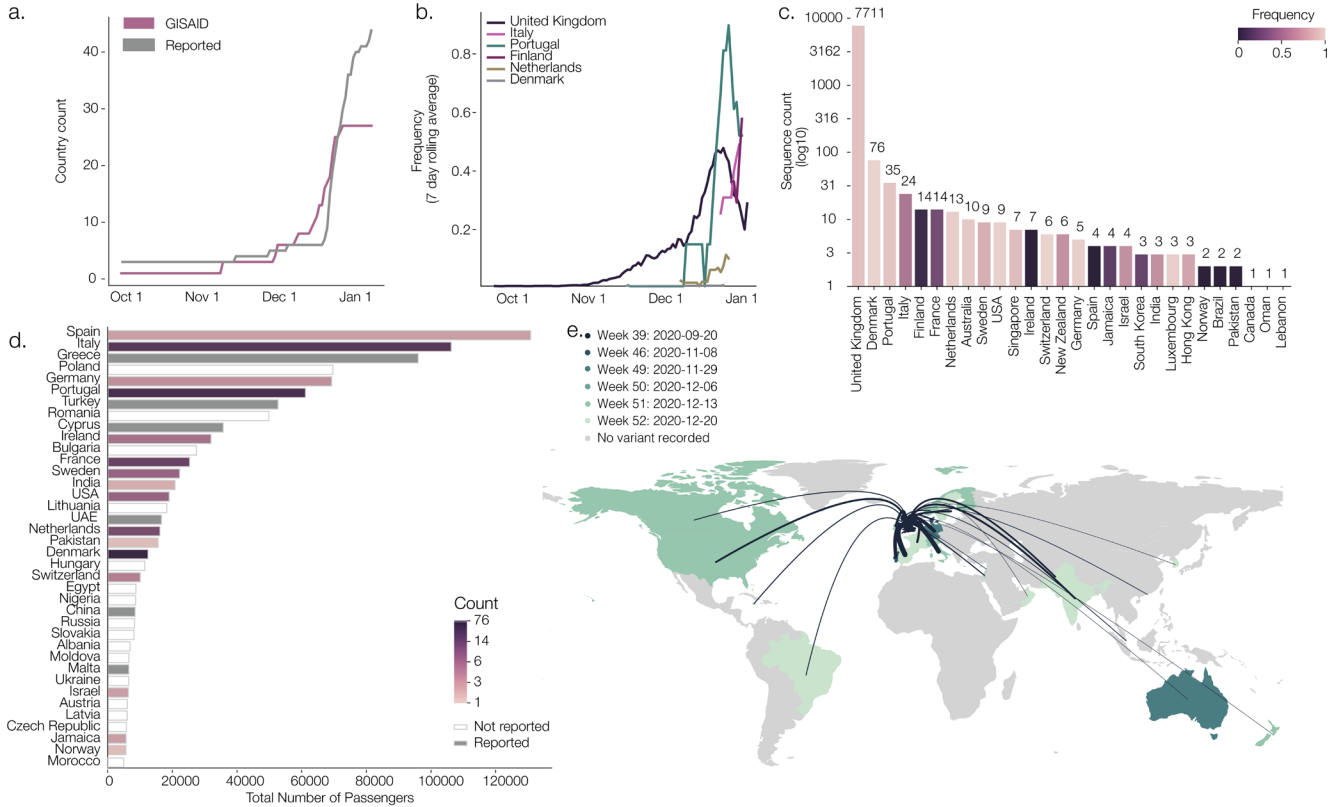 a.
GISAID
Reported
Country count
40
30
20
10
0
Oct 1
Nov 1
Dec 1
Jan 1
b.
United Kingdom
Italy
Portugal
Finland
Netherlands
Denmark
Frequency
(7 day rolling average)
0.8
0.6
0.4
0.2
Oct 1
Nov 1
Dec 1
Jan 1
c.
Frequency
0 0.5 1
Sequence count
(log10)
10000
3162
1000
316
100
31
10
3
1
7711 76 35 24 14 14 13 10 9 9 7 7 6 6 5 4 4 4 3 3 3 3 2 2 2 1 1 1
United Kingdom
Denmark
Portugal
Italy
Finland
France
Netherlands
Australia
Sweden
USA
Singapore
Ireland
Switzerland
New Zealand
Germany
Spain
Jamaica
Israel
South Korea
India
Luxembourg
Hong Kong
Norway
Brazil
Pakistan
Canada
Oman
Lebanon
d.
Spain
Italy
Greece
Poland
Germany
Portugal
Turkey
Romania
Cyprus
Ireland
Bulgaria
France
Sweden
India
USA
Lithuania
UAE
Netherlands
Pakistan
Denmark
Hungary
Switzerland
Egypt
Nigeria
China
Russia
Slovakia
Albania
Moldova
Malta
Ukraine
Israel
Austria
Latvia
Czech Republic
Jamaica
Norway
Morocco
0 20000 40000 60000 80000 100000 120000
Total Number of Passengers
Count
76
14
6
3
1
Not reported
Reported
e.
Week 39: 2020-09-20
Week 46: 2020-11-08
Week 49: 2020-11-29
Week 50: 2020-12-06
Week 51: 2020-12-13
Week 52: 2020-12-20
No variant recorded